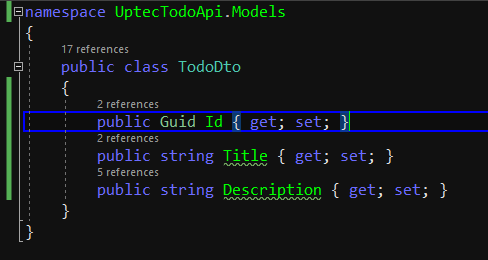 namespace UptecTodoApi.Models
{
17 references
public class TodoDto
{
2 references
public Guid Id { get; set; }
2 references
public string Title { get; set; }
5 references
public string Description { get; set; }
}
}